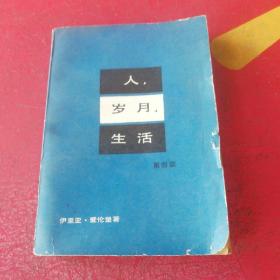 人，
岁月，
生活
第四部
伊里亚·爱伦堡著